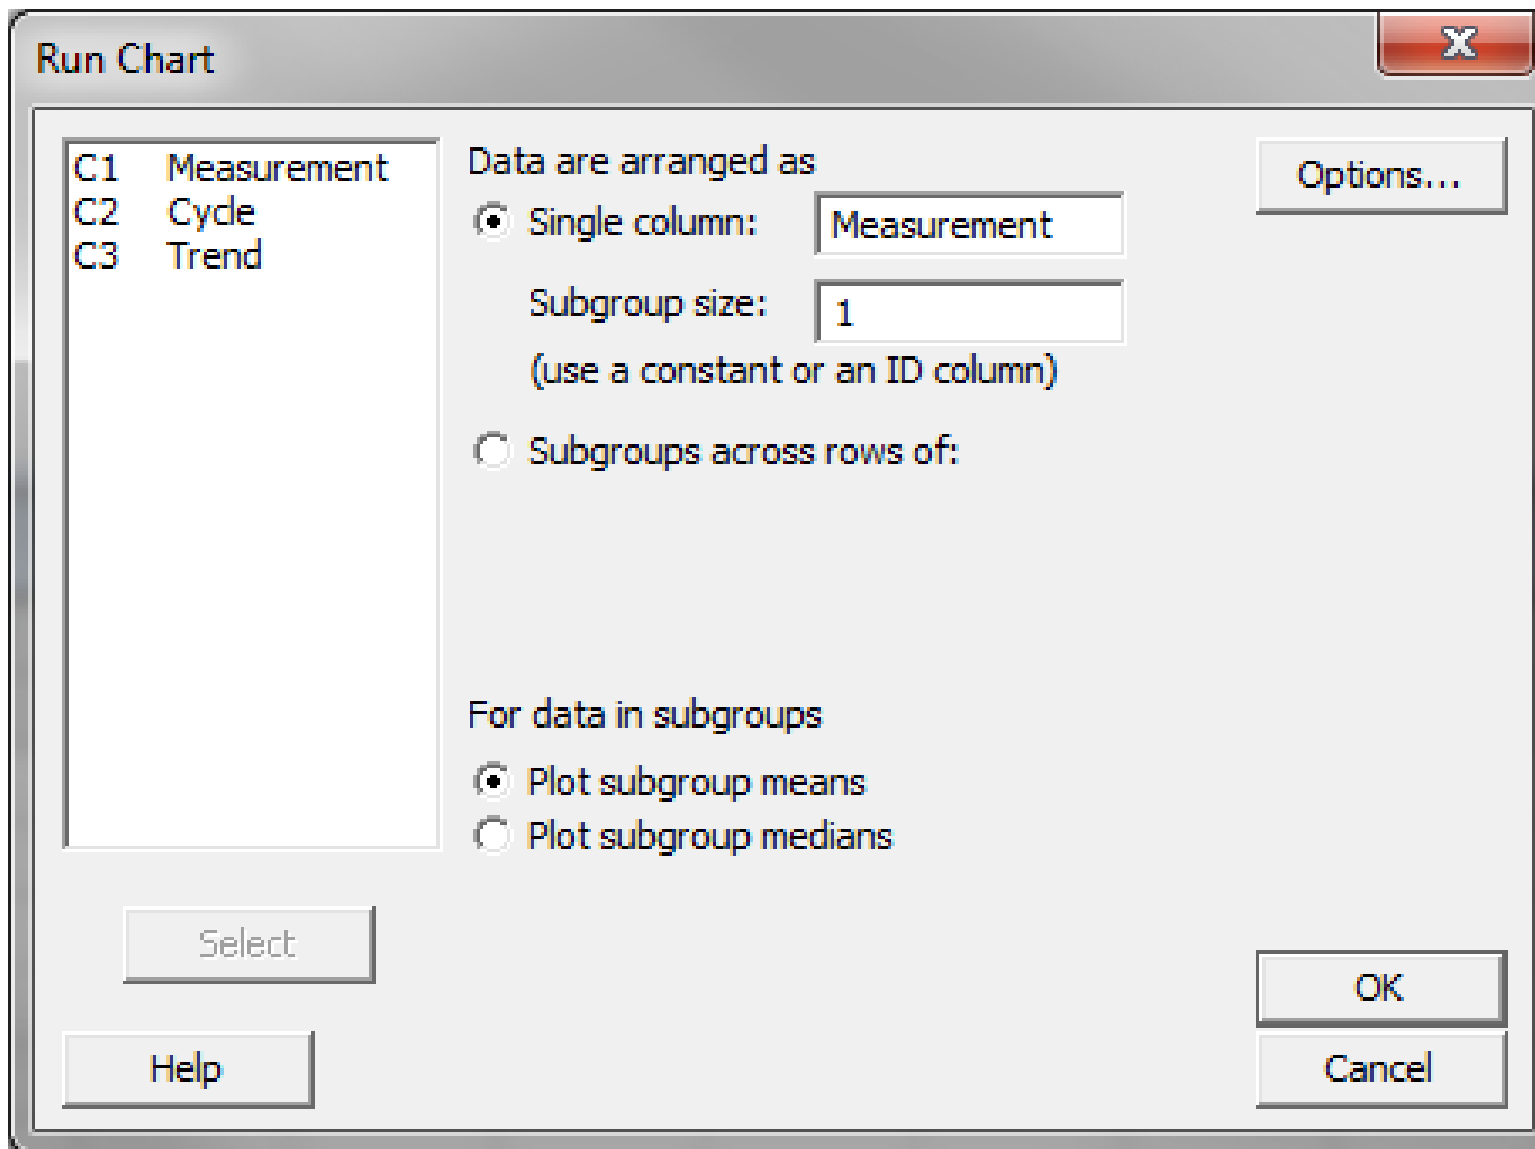 Run Chart
C1 Measurement
C2 Cycle
C3 Trend
Data are arranged as
Single column: Measurement
Subgroup size: 1
(use a constant or an ID column)
Subgroups across rows of:
For data in subgroups
Plot subgroup means
Plot subgroup medians
Options...
Select
Help
OK
Cancel